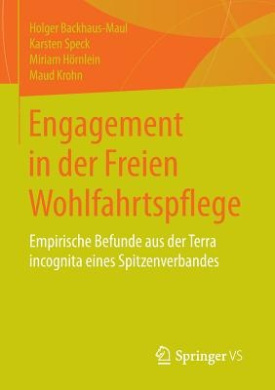 Holger Backhaus-Maul
Karsten Speck
Miriam Hörnlein
Maud Krohn
Engagement
in der Freien
Wohlfahrtspflege
Empirische Befunde aus der Terra
incognita eines Spitzenverbandes
Springer VS